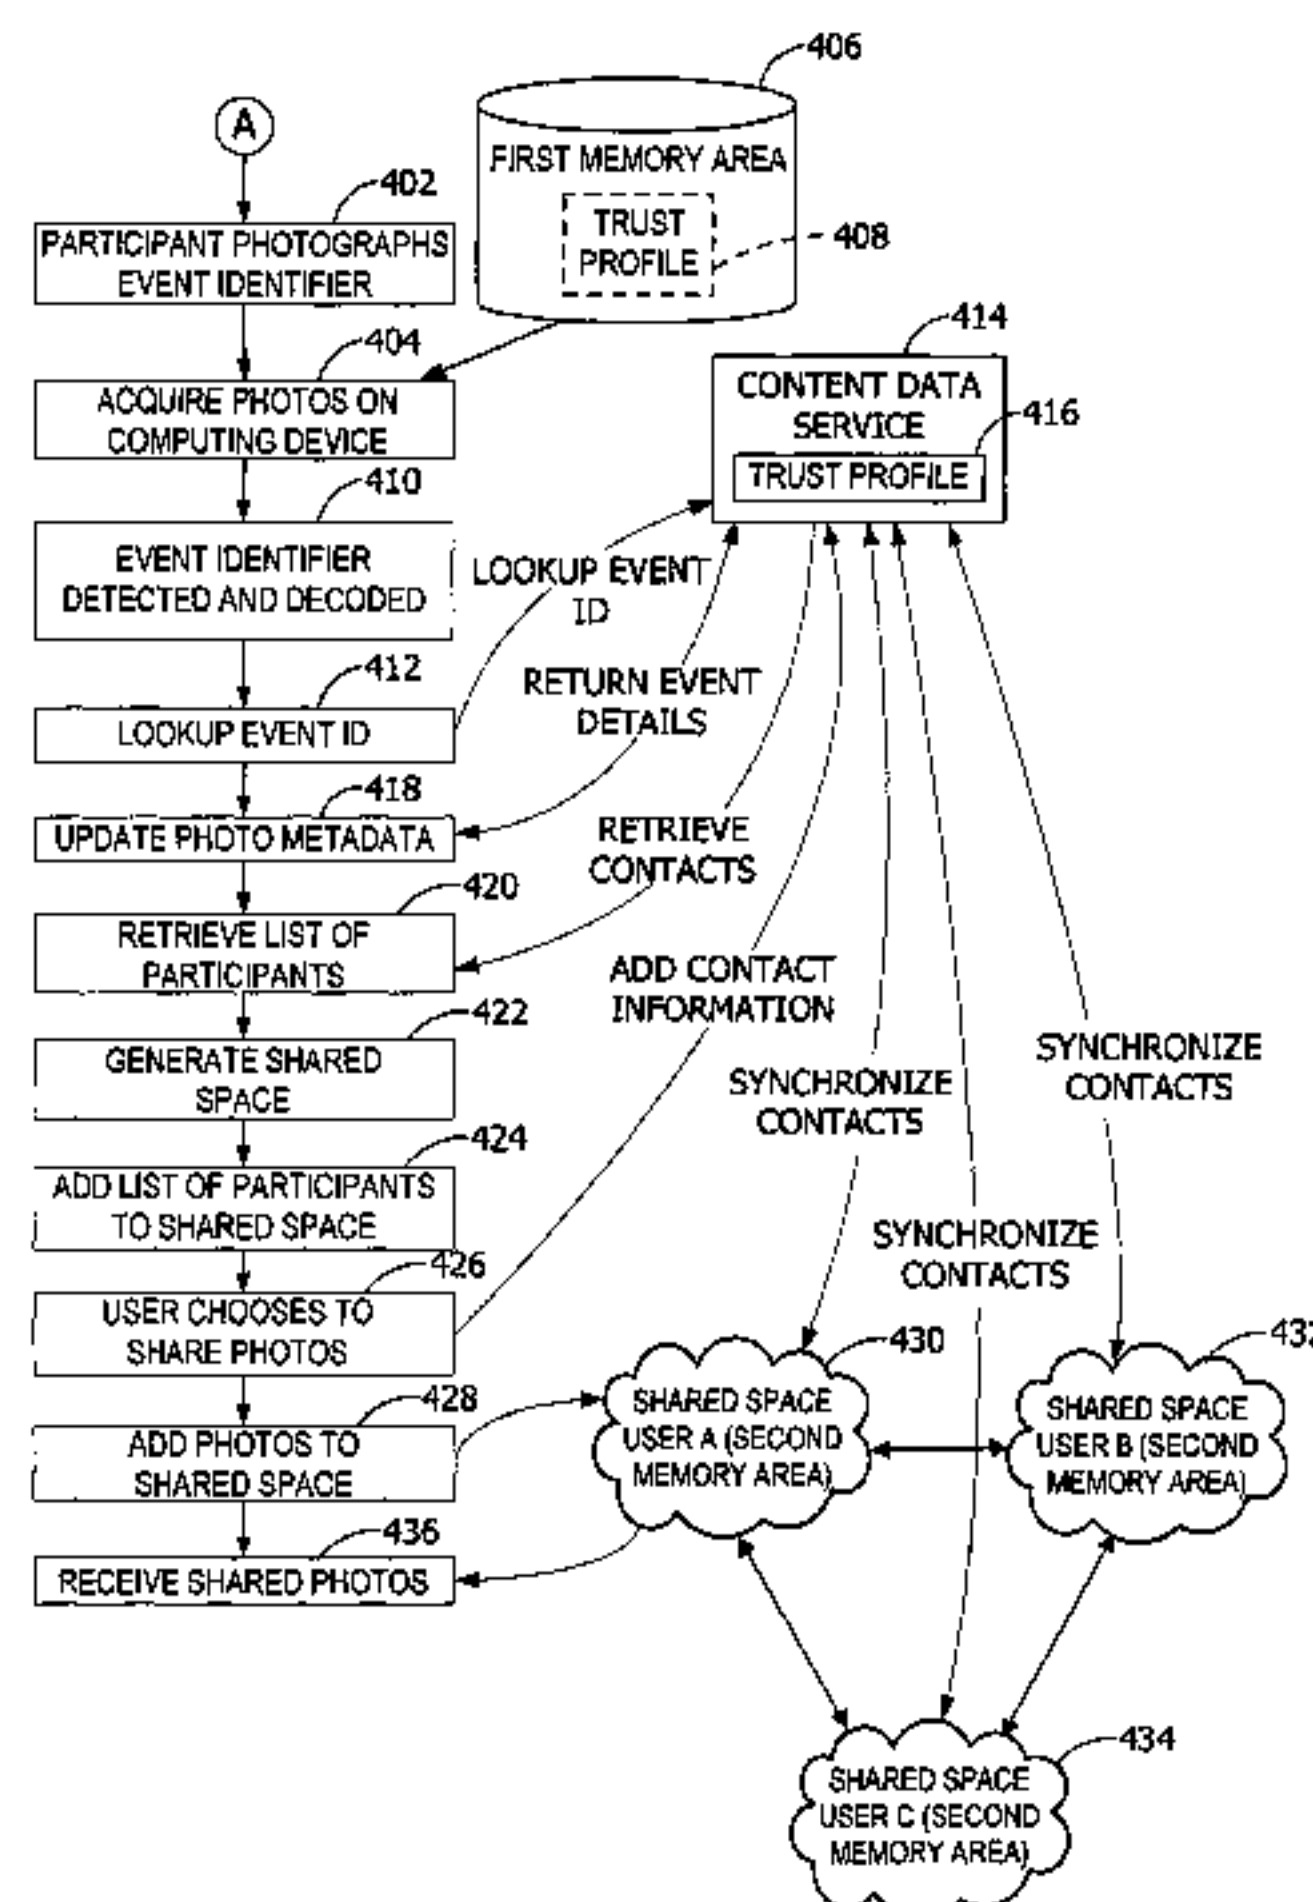 406
A
FIRST MEMORY AREA
402
TRUST
PROFILE
408
PARTICIPANT PHOTOGRAPHS
EVENT IDENTIFIER
404
414
ACQUIRE PHOTOS ON
COMPUTING DEVICE
CONTENT DATA
SERVICE
416
TRUST PROFILE
410
EVENT IDENTIFIER
DETECTED AND DECODED
LOOKUP EVENT
ID
412
LOOKUP EVENT ID
RETURN EVENT
DETAILS
418
UPDATE PHOTO METADATA
RETRIEVE
CONTACTS
420
RETRIEVE LIST OF
PARTICIPANTS
ADD CONTACT
INFORMATION
422
GENERATE SHARED
SPACE
SYNCHRONIZE
CONTACTS
SYNCHRONIZE
CONTACTS
424
ADD LIST OF PARTICIPANTS
TO SHARED SPACE
SYNCHRONIZE
CONTACTS
426
USER CHOOSES TO
SHARE PHOTOS
430
SHARED SPACE
USER A (SECOND
MEMORY AREA)
SHARED SPACE
USER B (SECOND
MEMORY AREA)
428
ADD PHOTOS TO
SHARED SPACE
436
RECEIVE SHARED PHOTOS
434
SHARED SPACE
USER C (SECOND
MEMORY AREA)